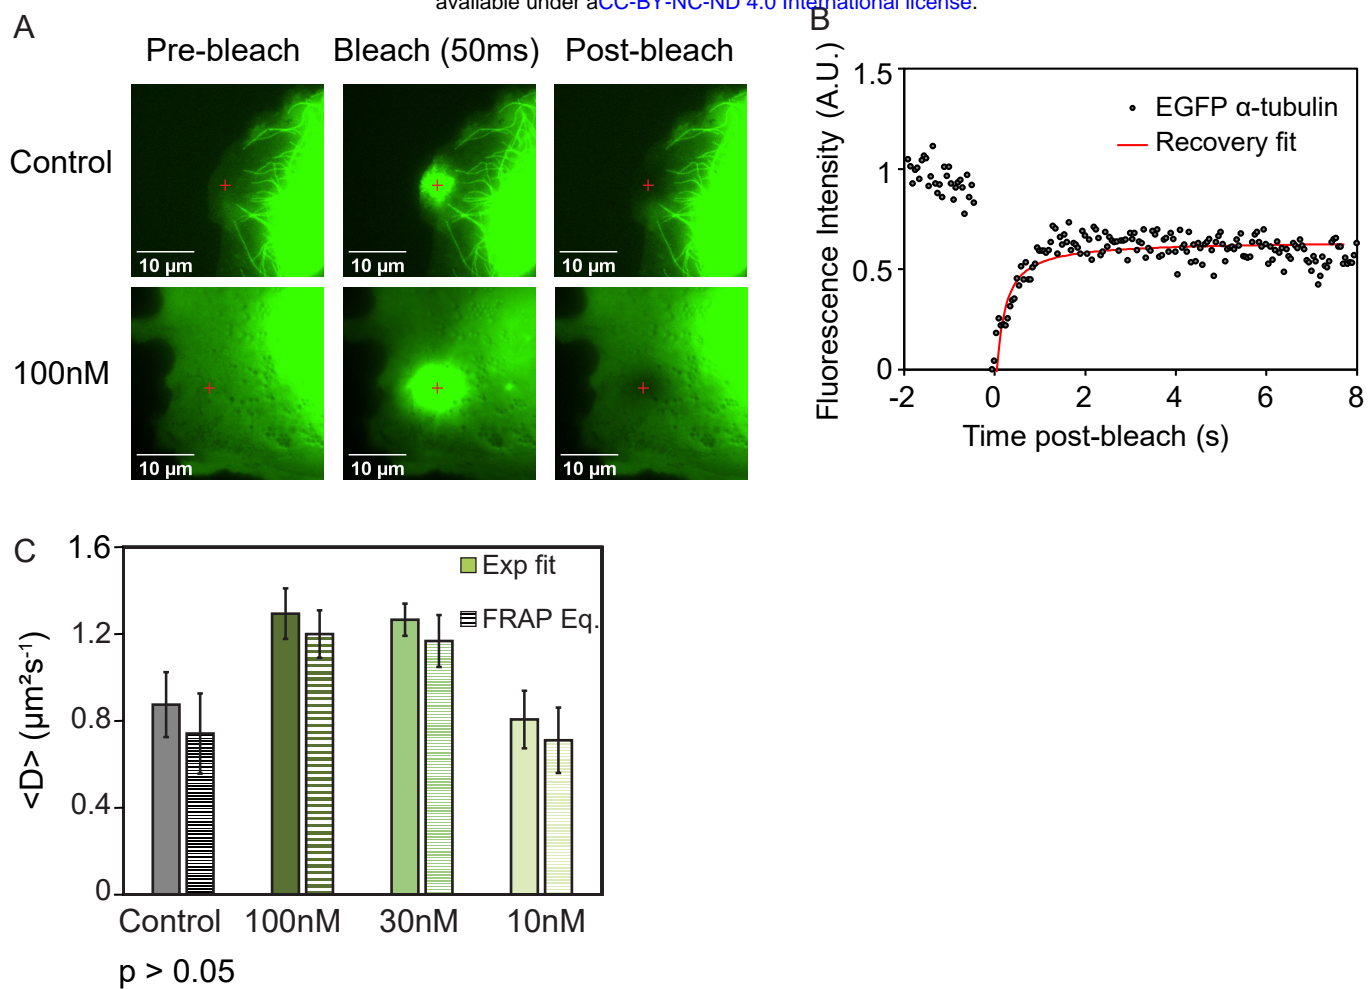 available under aCC-BY-NC-ND 4.0 International license.
A
Pre-bleach Bleach (50ms) Post-bleach
Control
10 µm 10 µm 10 µm
100nM
10 µm 10 µm 10 µm
B
Fluorescence Intensity (A.U.)
1.5
1
0.5
0
EGFP α-tubulin
Recovery fit
-2 0 2 4 6 8
Time post-bleach (s)
C
<D> (µm²s⁻¹)
1.6
1.2
0.8
0.4
0
Exp fit
FRAP Eq.
Control 100nM 30nM 10nM
p > 0.05